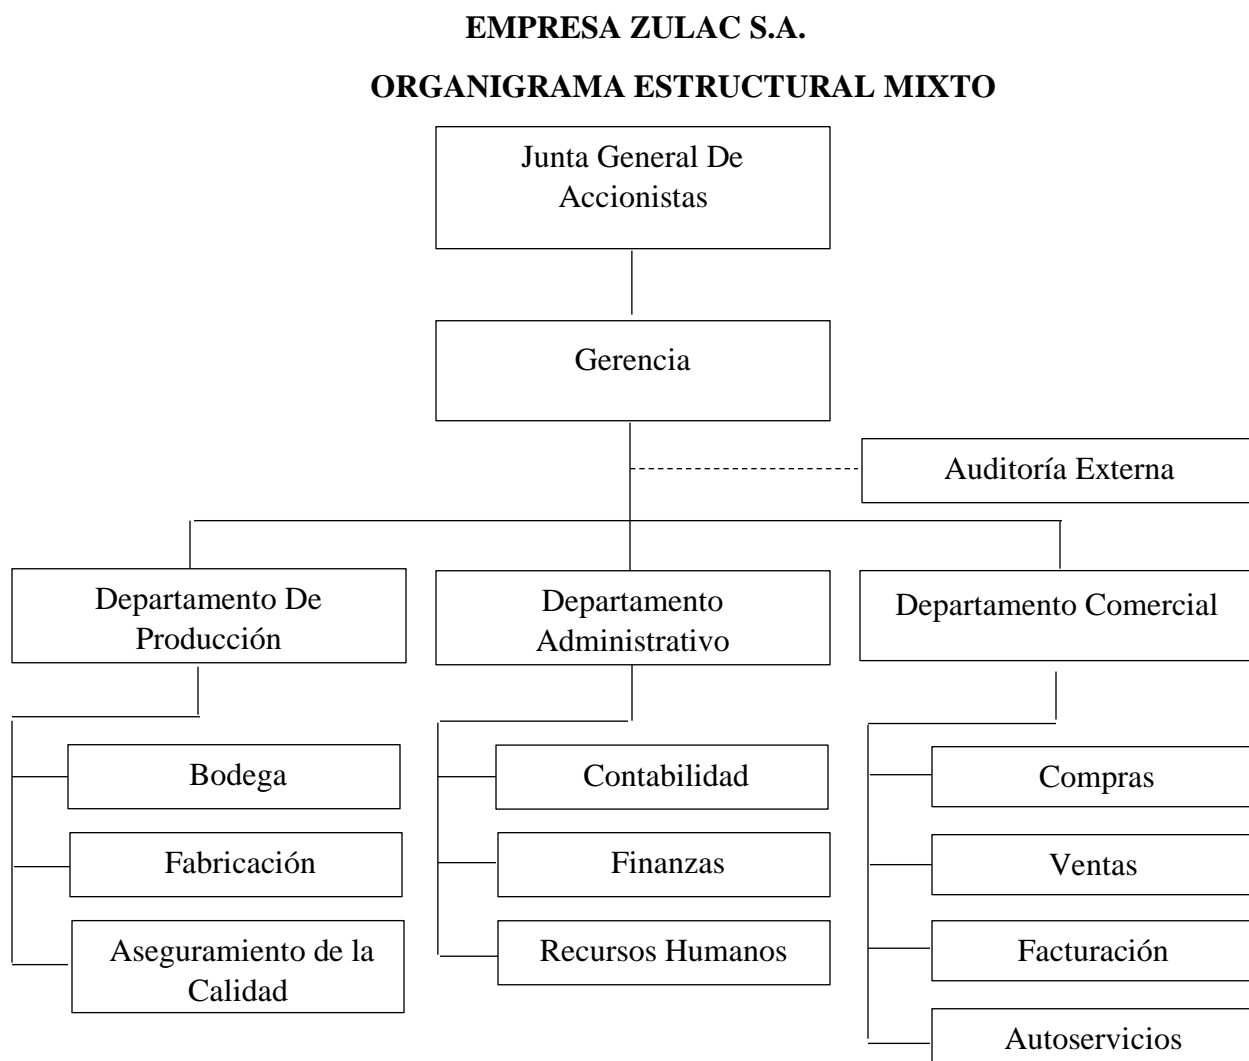 EMPRESA ZULAC S.A.
ORGANIGRAMA ESTRUCTURAL MIXTO
Junta General De
Accionistas
Gerencia
Auditoría Externa
Departamento De
Producción
Departamento
Administrativo
Departamento Comercial
Bodega
Fabricación
Aseguramiento de la
Calidad
Contabilidad
Finanzas
Recursos Humanos
Compras
Ventas
Facturación
Autoservicios